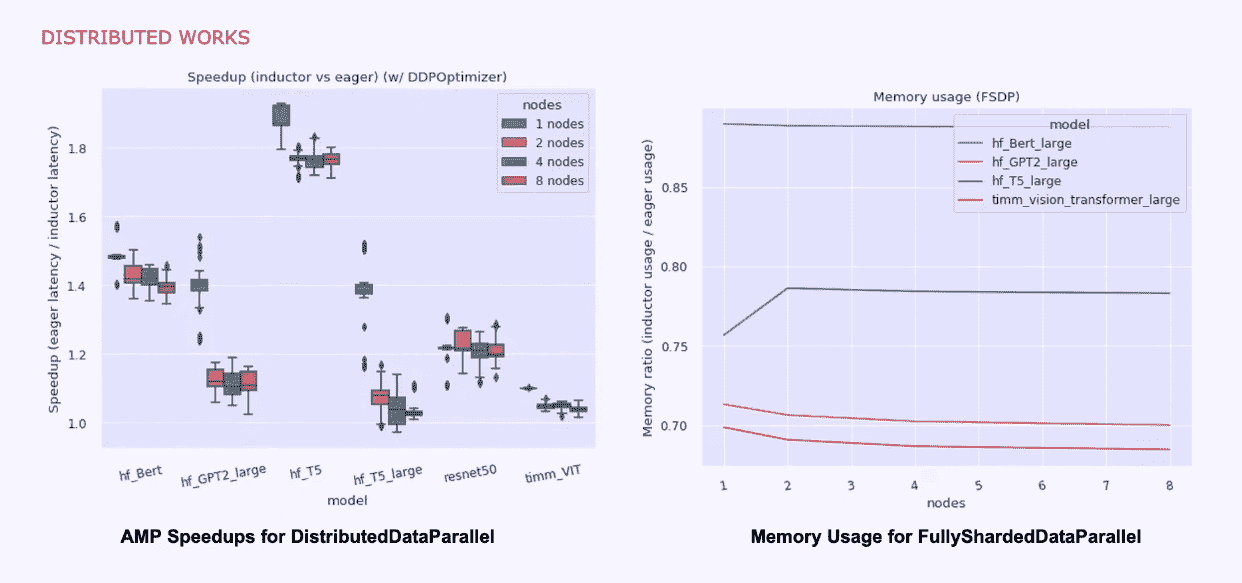 DISTRIBUTED WORKS
Speedup (inductor vs eager) (w/ DDPOptimizer)
nodes
1 nodes
2 nodes
4 nodes
8 nodes
Speedup (eager latency / inductor latency)
1.8
1.6
1.4
1.2
1.0
hf_Bert
hf_GPT2_large
hf_T5
hf_T5_large
resnet50
timm_VIT
model
AMP Speedups for DistributedDataParallel
Memory usage (FSDP)
model
hf_Bert_large
hf_GPT2_large
hf_T5_large
timm_vision_transformer_large
Memory ratio (inductor usage / eager usage)
0.85
0.80
0.75
0.70
1 2 3 4 5 6 7 8
nodes
Memory Usage for FullyShardedDataParallel